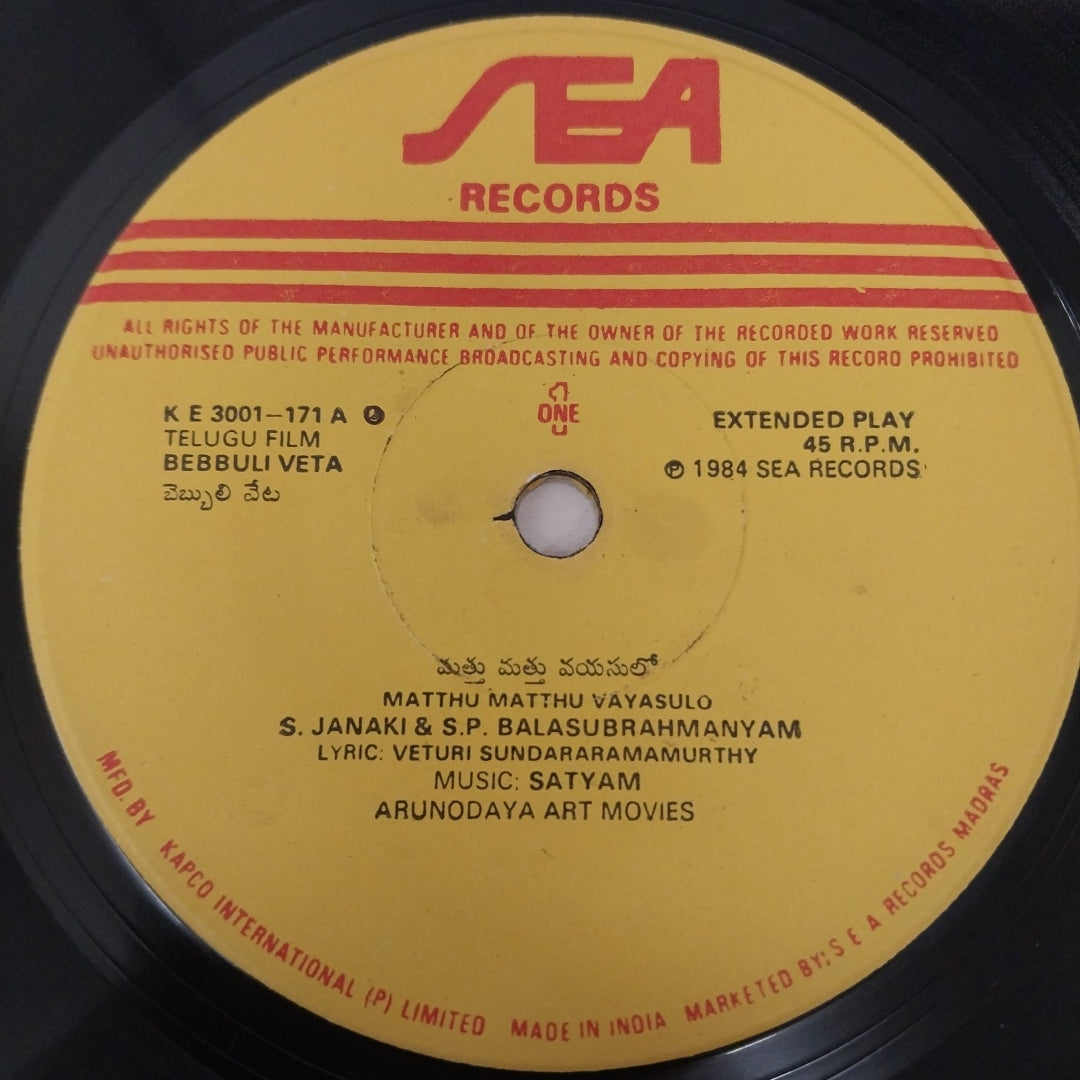 SEA
RECORDS
ALL RIGHTS OF THE MANUFACTURER AND OF THE OWNER OF THE RECORDED WORK RESERVED
UNAUTHORISED PUBLIC PERFORMANCE BROADCASTING AND COPYING OF THIS RECORD PROHIBITED
K E 3001-171 A
TELUGU FILM
BEBBULI VETA
బెబ్బులి వేట
ONE
EXTENDED PLAY
45 R.P.M.
℗ 1984 SEA RECORDS
మత్తు మత్తు వయసులో
MATTHU MATTHU VAYASULO
S. JANAKI & S.P. BALASUBRAHMANYAM
LYRIC: VETURI SUNDARARAMAMURTHY
MUSIC: SATYAM
ARUNODAYA ART MOVIES
MFD. BY KAPCO INTERNATIONAL (P) LIMITED MADE IN INDIA MARKETED BY: S E A RECORDS MADRAS